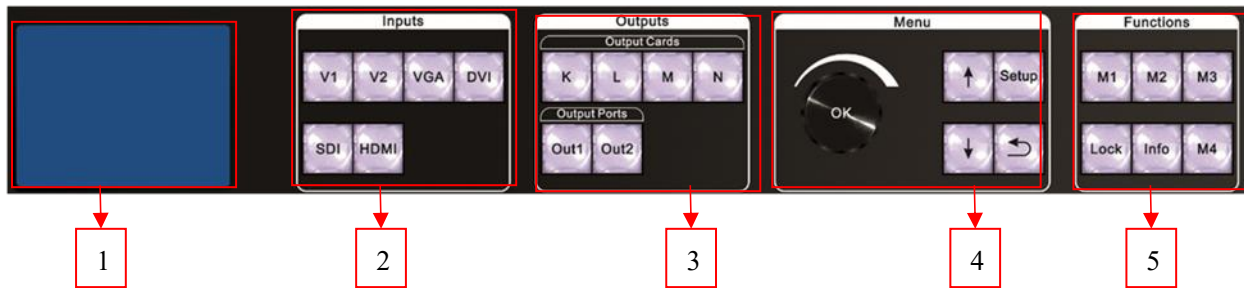 Inputs
V1 V2 VGA DVI
SDI HDMI
Outputs
Output Cards
K L M N
Output Ports
Out1 Out2
Menu
OK
Setup
Functions
M1 M2 M3
Lock Info M4
1 2 3 4 5